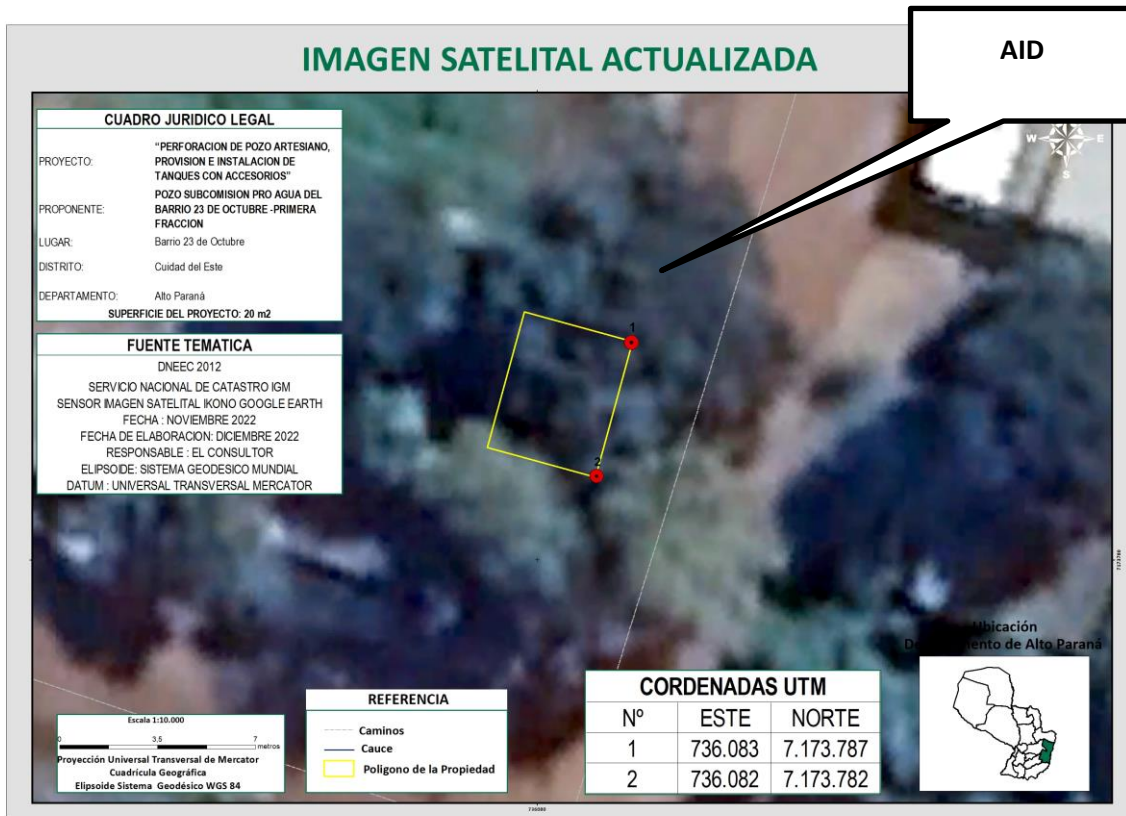 IMAGEN SATELITAL ACTUALIZADA
AID
CUADRO JURIDICO LEGAL
PROYECTO: "PERFORACION DE POZO ARTESIANO,
PROVISION E INSTALACION DE
TANQUES CON ACCESORIOS"
PROPONENTE: POZO SUBCOMISION PRO AGUA DEL
BARRIO 23 DE OCTUBRE -PRIMERA
FRACCION
LUGAR: Barrio 23 de Octubre
DISTRITO: Cuidad del Este
DEPARTAMENTO: Alto Paraná
SUPERFICIE DEL PROYECTO: 20 m2
FUENTE TEMATICA
DNEEC 2012
SERVICIO NACIONAL DE CATASTRO IGM
SENSOR IMAGEN SATELITAL IKONO GOOGLE EARTH
FECHA : NOVIEMBRE 2022
FECHA DE ELABORACION: DICIEMBRE 2022
RESPONSABLE : EL CONSULTOR
ELIPSOIDE: SISTEMA GEODESICO MUNDIAL
DATUM : UNIVERSAL TRANSVERSAL MERCATOR
W E
S
1
2
7173780
Escala 1:10.000
0 3,5 7
metros
Proyección Universal Transversal de Mercator
Cuadrícula Geográfica
Elipsoide Sistema Geodésico WGS 84
REFERENCIA
Caminos
Cauce
Poligono de la Propiedad
CORDENADAS UTM
Nº ESTE NORTE
1 736.083 7.173.787
2 736.082 7.173.782
Ubicación
de Alto Paraná
736080